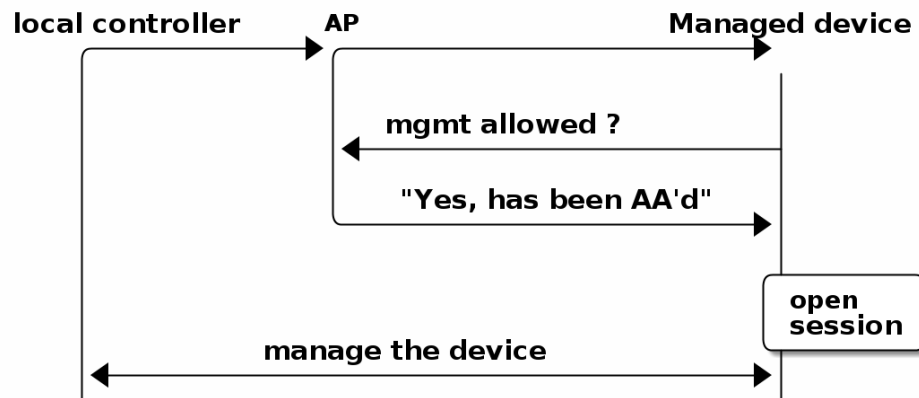 local controller
AP
Managed device
mgmt allowed ?
"Yes, has been AA'd"
open
session
manage the device